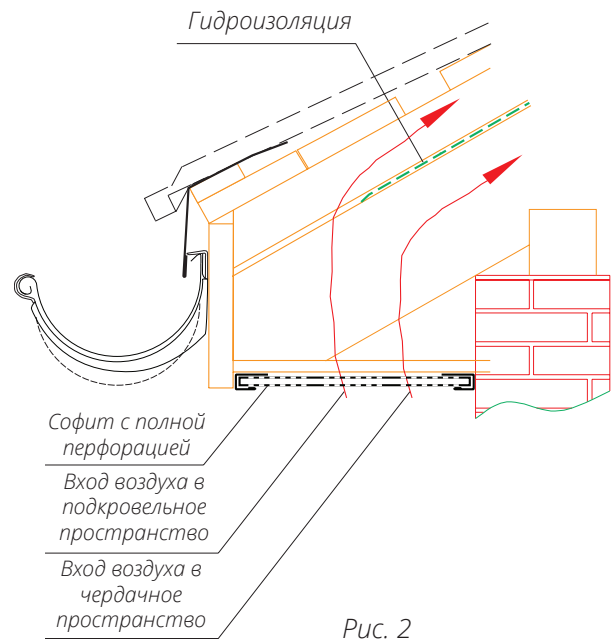 Гидроизоляция
Софит с полной
перфорацией
Вход воздуха в
подкровельное
пространство
Вход воздуха в
чердачное
пространство
Рис. 2